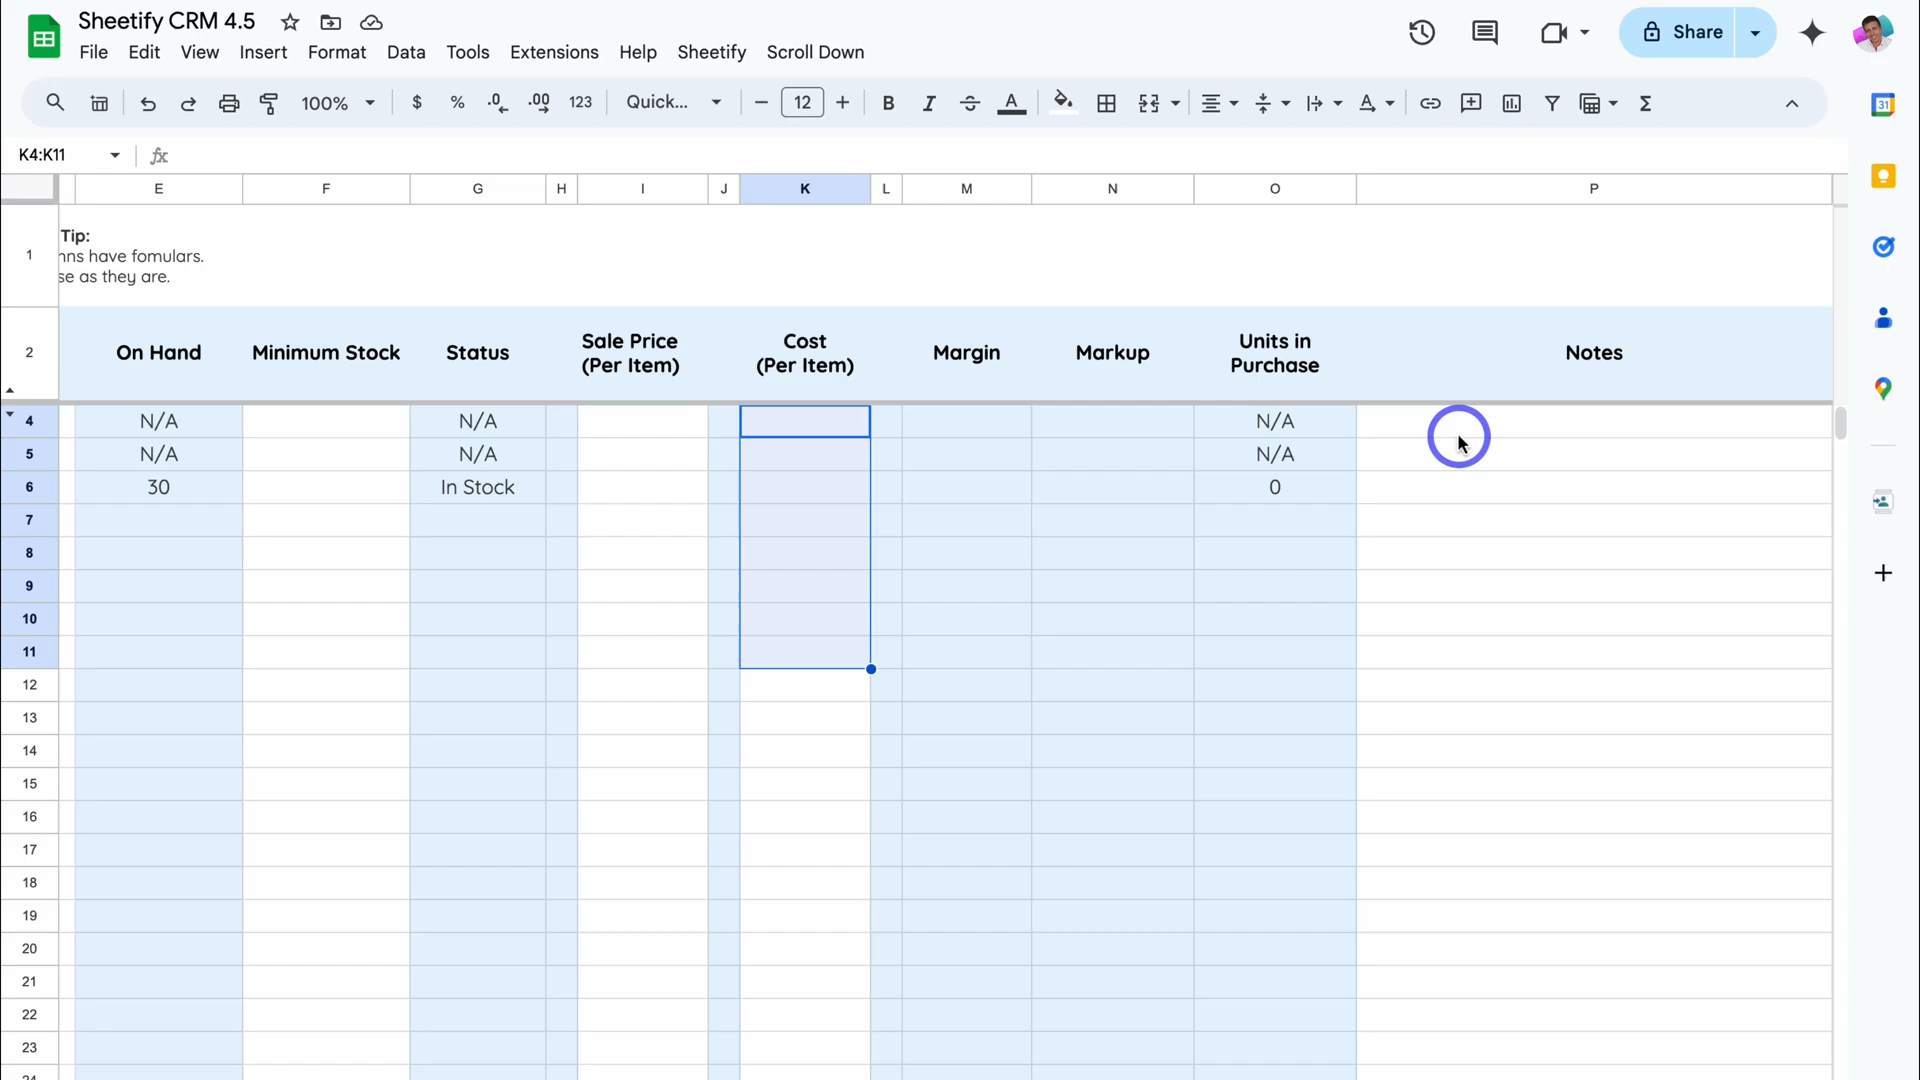 Sheetify CRM 4.5
File Edit View Insert Format Data Tools Extensions Help Sheetify Scroll Down
Share
31
100% $ % .0 .00 123 Quick... 12 B I S A A Σ
K4:K11 fx
E F G H I J K L M N O P
1
Tip:
nns have fomulars.
se as they are.
2 On Hand Minimum Stock Status Sale Price (Per Item) Cost (Per Item) Margin Markup Units in Purchase Notes
4 N/A N/A N/A
5 N/A N/A N/A
6 30 In Stock 0
7
8
9
10
11
12
13
14
15
16
17
18
19
20
21
22
23
24